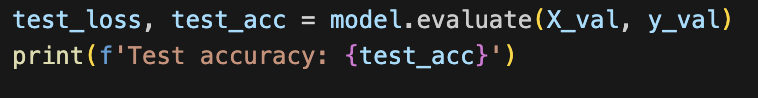 test_loss, test_acc = model.evaluate(X_val, y_val)
print(f'Test accuracy: {test_acc}')